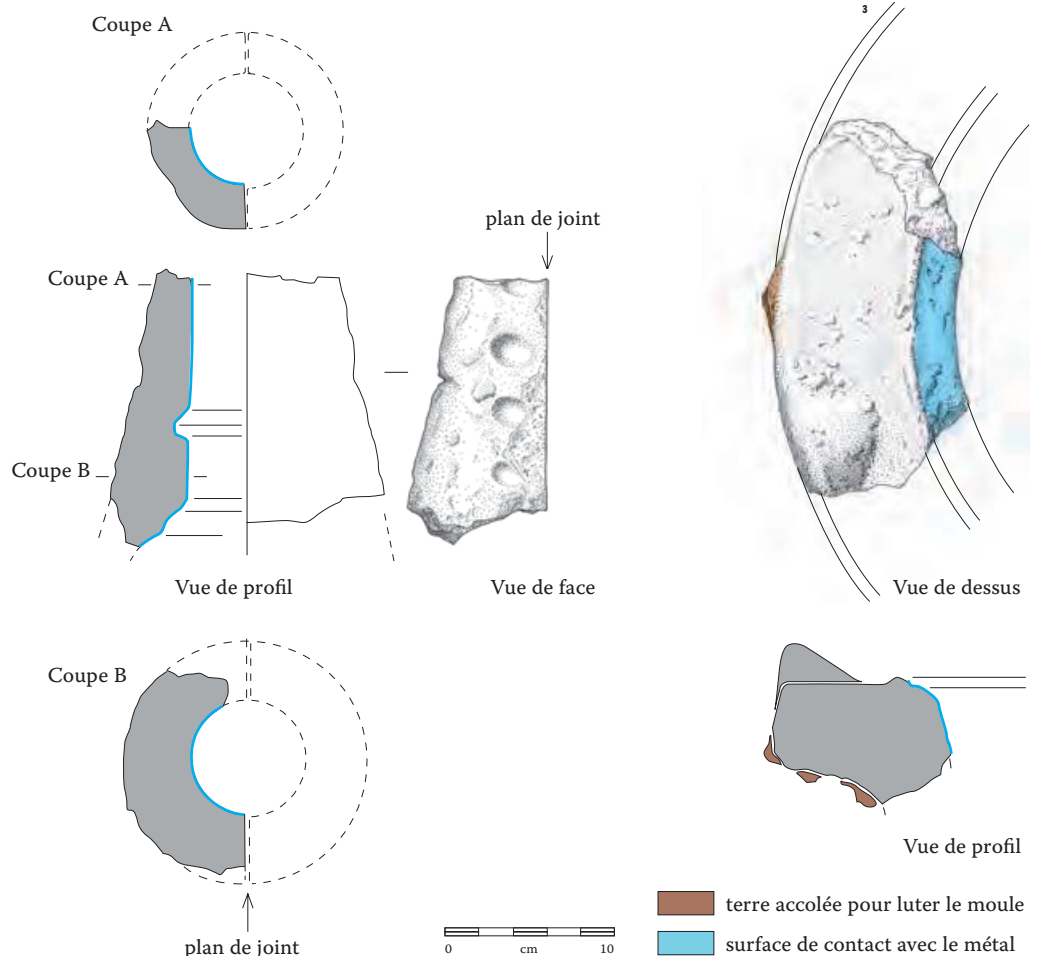 Coupe A
3
plan de joint
Coupe A
Coupe B
Vue de profil
Vue de face
Vue de dessus
Coupe B
Vue de profil
plan de joint
0 cm 10
terre accolée pour luter le moule
surface de contact avec le métal